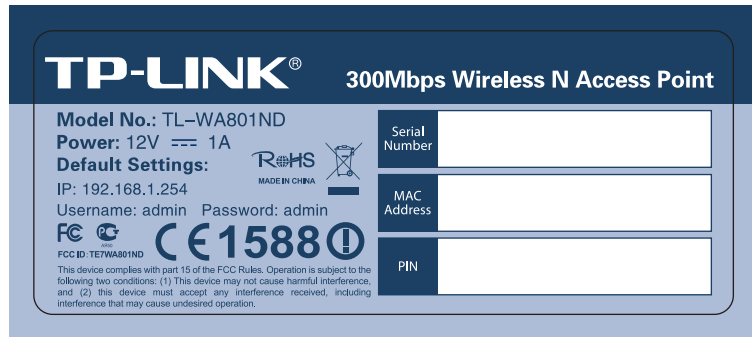 TP-LINK®
300Mbps Wireless N Access Point
Model No.: TL–WA801ND
Power: 12V 1A
Default Settings:
IP: 192.168.1.254
Username: admin Password: admin
RoHS
MADE IN CHINA
FC PG
AR50
FCC ID: TE7WA801ND
CE1588
This device complies with part 15 of the FCC Rules. Operation is subject to the
following two conditions: (1) This device may not cause harmful interference,
and (2) this device must accept any interference received, including
interference that may cause undesired operation.
Serial
Number
MAC
Address
PIN